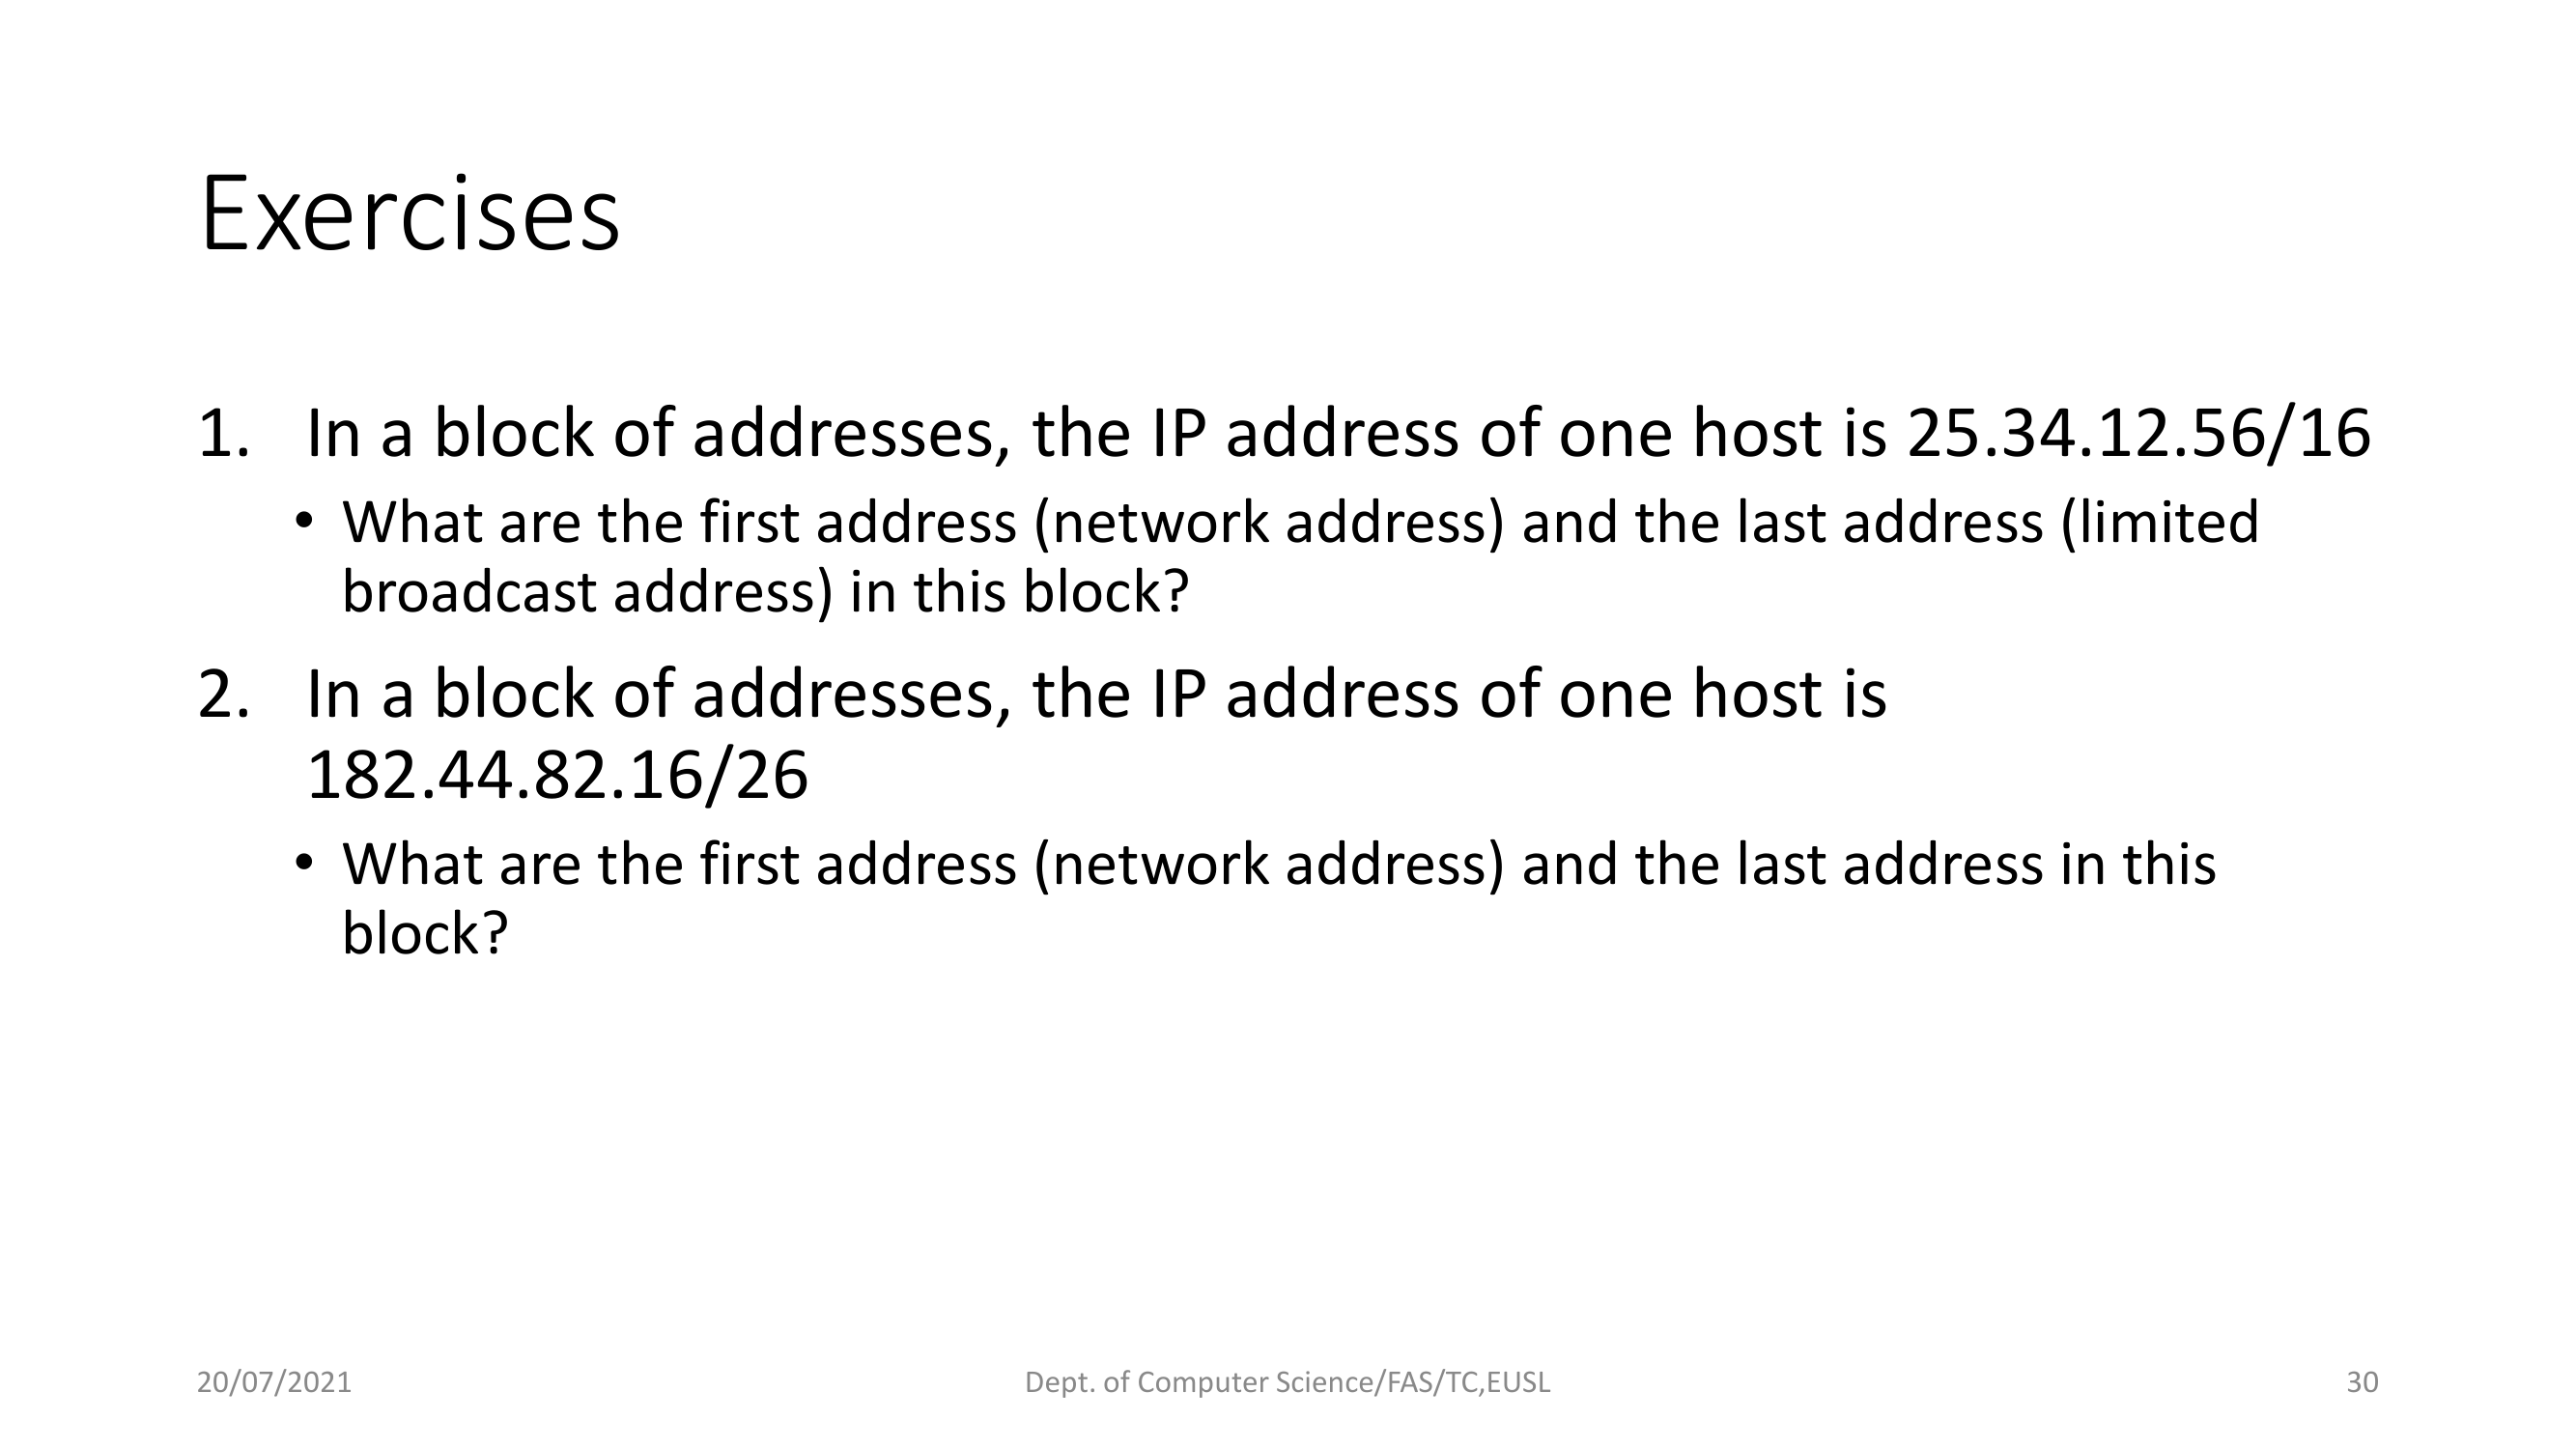 Exercises
1. In a block of addresses, the IP address of one host is 25.34.12.56/16
• What are the first address (network address) and the last address (limited
broadcast address) in this block?
2. In a block of addresses, the IP address of one host is
182.44.82.16/26
• What are the first address (network address) and the last address in this
block?
20/07/2021 Dept. of Computer Science/FAS/TC,EUSL 30